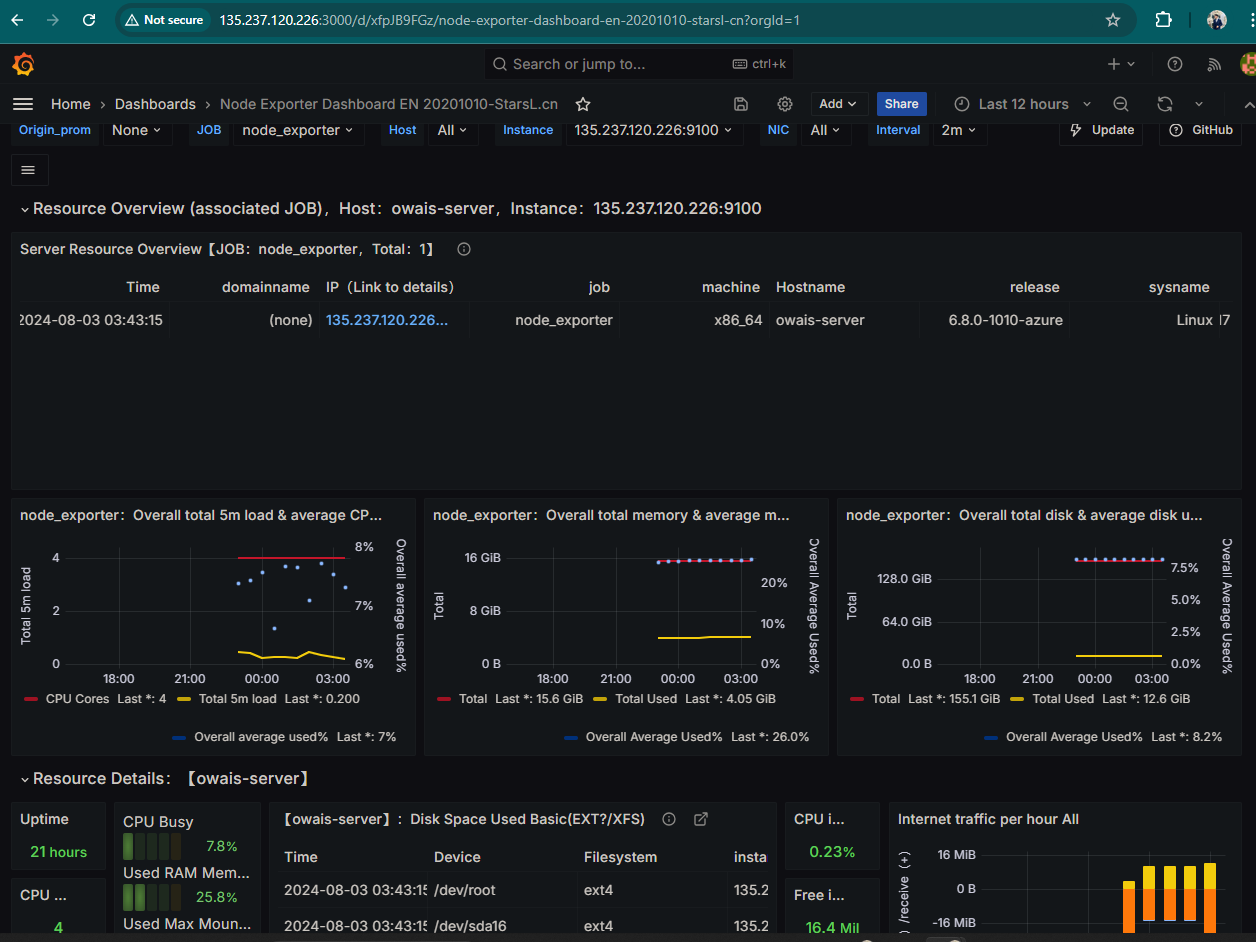 Not secure 135.237.120.226:3000/d/xfpJB9FGz/node-exporter-dashboard-en-20201010-starsl-cn?orgId=1
Search or jump to... ctrl+k
Home › Dashboards › Node Exporter Dashboard EN 20201010-StarsL.cn Add Share Last 12 hours
Origin_prom None JOB node_exporter Host All Instance 135.237.120.226:9100 NIC All Interval 2m Update GitHub
Resource Overview (associated JOB)，Host：owais-server，Instance：135.237.120.226:9100
Server Resource Overview【JOB：node_exporter，Total：1】
Time domainname IP（Link to details） job machine Hostname release sysname
2024-08-03 03:43:15 (none) 135.237.120.226... node_exporter x86_64 owais-server 6.8.0-1010-azure Linux
node_exporter：Overall total 5m load & average CP...
Total 5m load
4
2
0
8%
7%
6%
Overall average used%
18:00 21:00 00:00 03:00
CPU Cores Last *: 4 Total 5m load Last *: 0.200
Overall average used% Last *: 7%
node_exporter：Overall total memory & average m...
Total
16 GiB
8 GiB
0 B
20%
10%
0%
Overall Average Used%
18:00 21:00 00:00 03:00
Total Last *: 15.6 GiB Total Used Last *: 4.05 GiB
Overall Average Used% Last *: 26.0%
node_exporter：Overall total disk & average disk u...
Total
128.0 GiB
64.0 GiB
0.0 B
7.5%
5.0%
2.5%
0.0%
Overall Average Used%
18:00 21:00 00:00 03:00
Total Last *: 155.1 GiB Total Used Last *: 12.6 GiB
Overall Average Used% Last *: 8.2%
Resource Details：【owais-server】
Uptime
21 hours
CPU ...
4
CPU Busy
7.8%
Used RAM Mem...
25.8%
Used Max Moun...
【owais-server】：Disk Space Used Basic(EXT?/XFS)
Time Device Filesystem insta
2024-08-03 03:43:15 /dev/root ext4 135.2
2024-08-03 03:43:15 /dev/sda16 ext4 135.2
CPU i...
0.23%
Free i...
16.4 Mil
Internet traffic per hour All
/receive (+)
16 MiB
0 B
-16 MiB